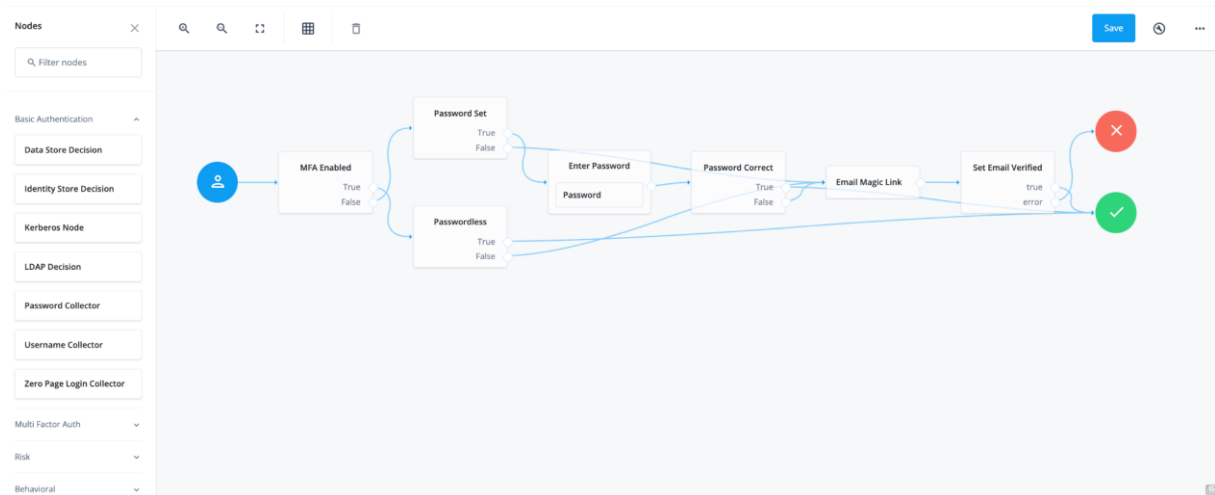 Nodes
Save
Filter nodes
Basic Authentication
Data Store Decision
Identity Store Decision
Kerberos Node
LDAP Decision
Password Collector
Username Collector
Zero Page Login Collector
Multi Factor Auth
Risk
Behavioral
MFA Enabled
True
False
Password Set
True
False
Passwordless
True
False
Enter Password
Password
Password Correct
True
False
Email Magic Link
Set Email Verified
true
error